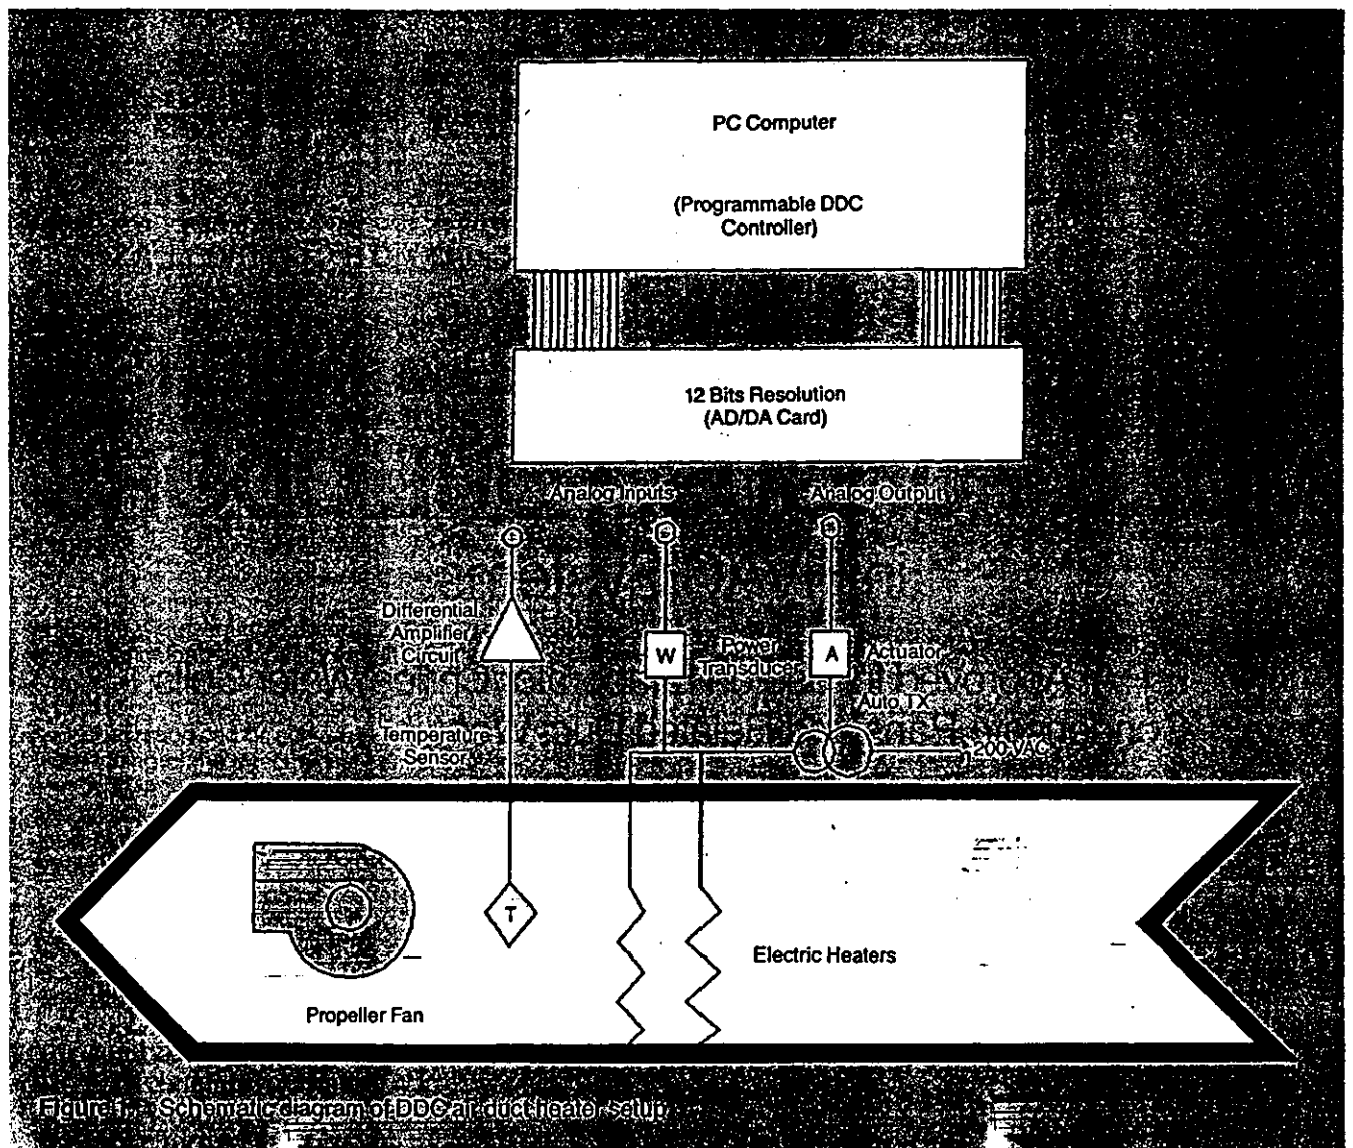 PC Computer
(Programmable DDC
Controller)
12 Bits Resolution
(AD/DA Card)
Analog Inputs
Analog Output
Differential
Amplifier
Circuit
W
Power
Transducer
A
Actuator
Auto TX
Temperature
Sensor
200 VAC
T
Electric Heaters
Propeller Fan
Figure 1. Schematic diagram of DDC air duct heater setup